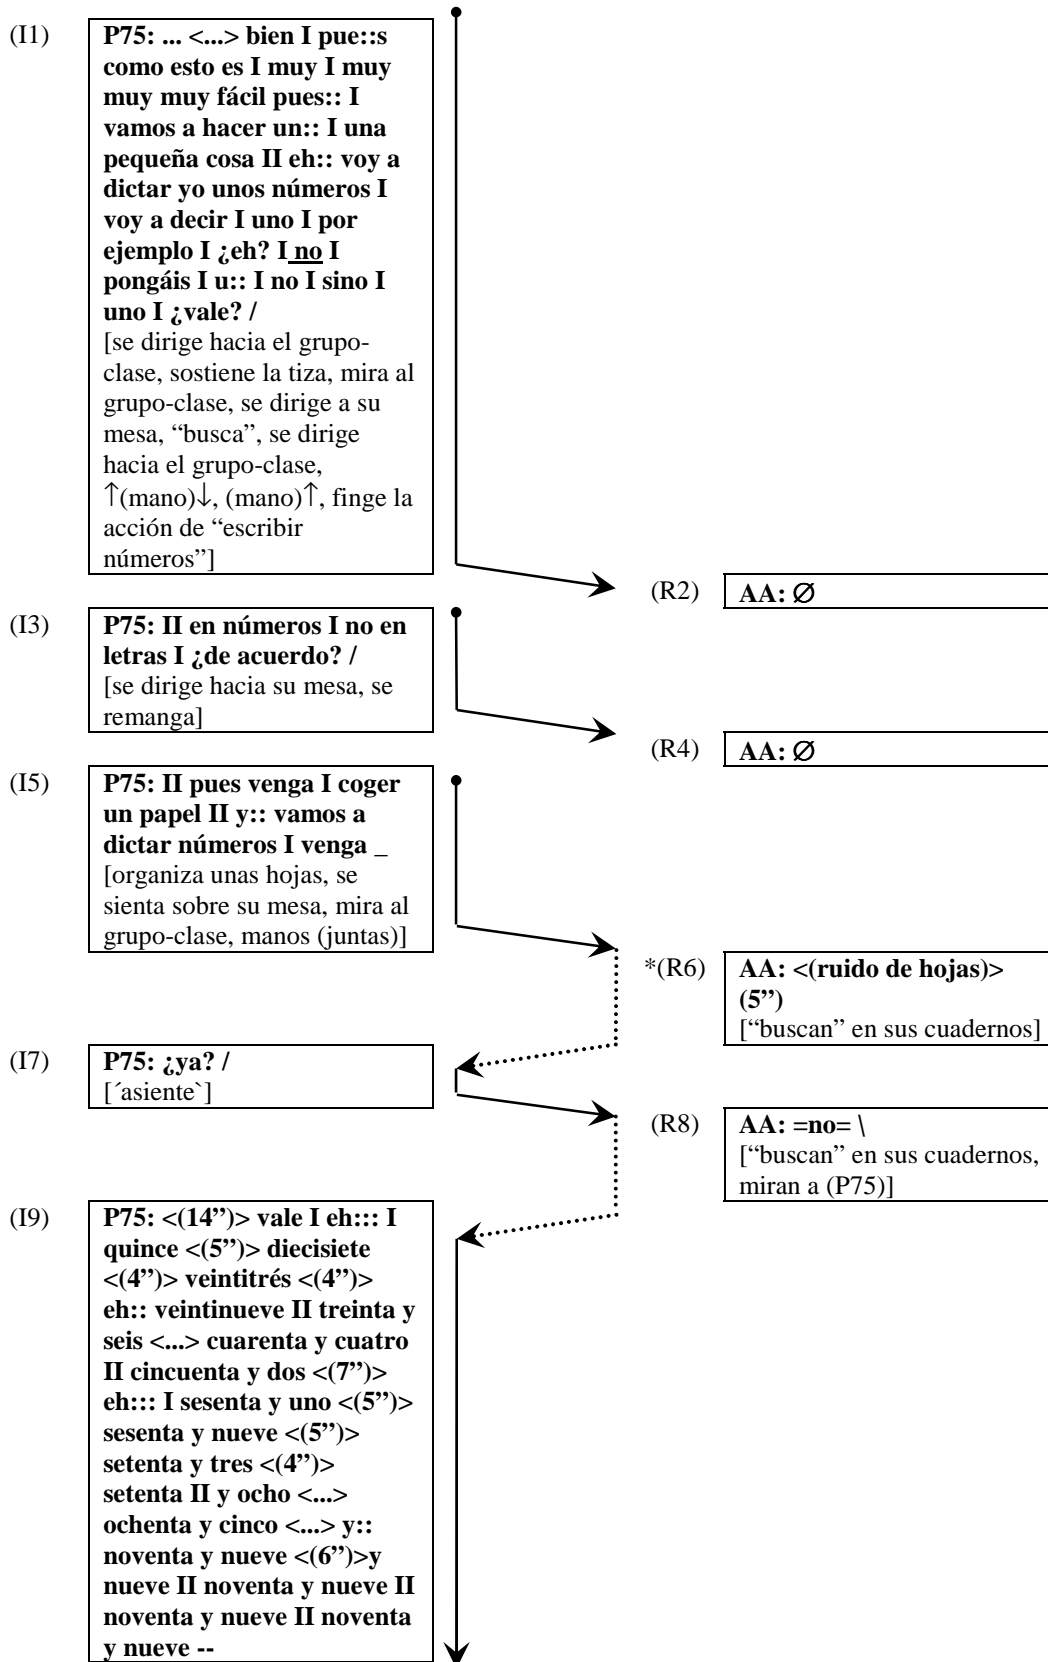 (I1)
P75: ... <...> bien I pue::s
como esto es I muy I muy
muy muy fácil pues:: I
vamos a hacer un:: I una
pequeña cosa II eh:: voy a
dictar yo unos números I
voy a decir I uno I por
ejemplo I ¿eh? I no I
pongáis I u:: I no I sino I
uno I ¿vale? /
[se dirige hacia el grupo-
clase, sostiene la tiza, mira al
grupo-clase, se dirige a su
mesa, “busca”, se dirige
hacia el grupo-clase,
↑(mano)↓, (mano)↑, finge la
acción de “escribir
números”]
(R2)
AA: ∅
(I3)
P75: II en números I no en
letras I ¿de acuerdo? /
[se dirige hacia su mesa, se
remanga]
(R4)
AA: ∅
(I5)
P75: II pues venga I coger
un papel II y:: vamos a
dictar números I venga _
[organiza unas hojas, se
sienta sobre su mesa, mira al
grupo-clase, manos (juntas)]
*(R6)
AA: <(ruido de hojas)>
(5”)
[“buscan” en sus cuadernos]
(I7)
P75: ¿ya? /
[´asiente`]
(R8)
AA: =no= \
[“buscan” en sus cuadernos,
miran a (P75)]
(I9)
P75: <(14”)> vale I eh::: I
quince <(5”)> diecisiete
<(4”)> veintitrés <(4”)>
eh:: veintinueve II treinta y
seis <...> cuarenta y cuatro
II cincuenta y dos <(7”)>
eh::: I sesenta y uno <(5”)>
sesenta y nueve <(5”)>
setenta y tres <(4”)>
setenta II y ocho <...>
ochenta y cinco <...> y::
noventa y nueve <(6”)>y
nueve II noventa y nueve II
noventa y nueve II noventa
y nueve --